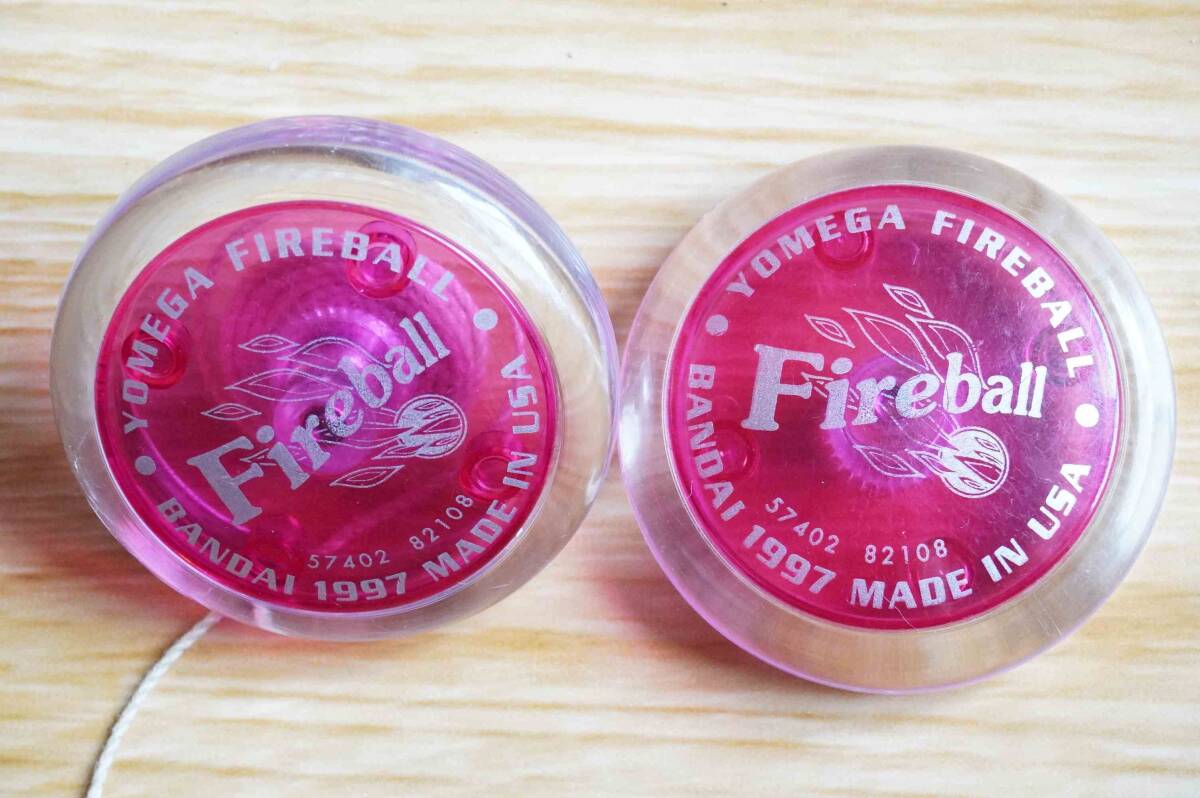 YOMEGA FIREBALL
Fireball
57402 82108
BANDAI 1997 MADE IN USA
YOMEGA FIREBALL
Fireball
57402 82108
BANDAI 1997 MADE IN USA